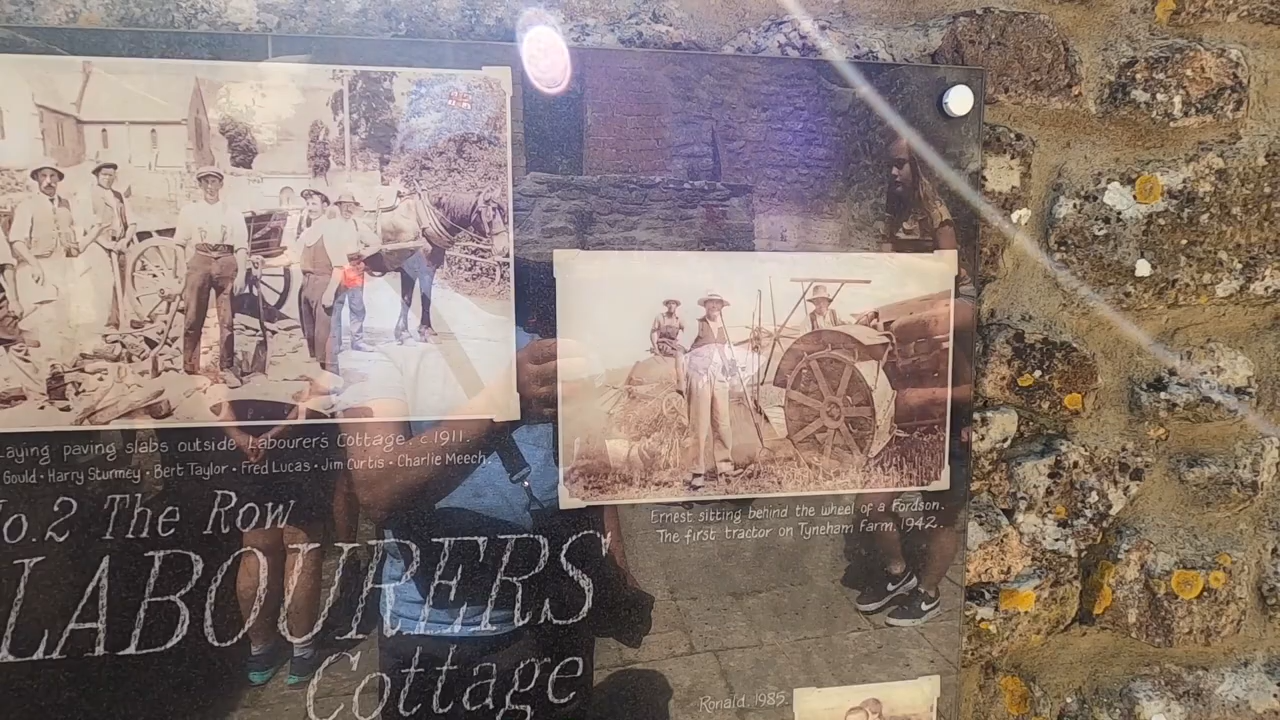 Laying paving slabs outside Labourer's Cottage. c.1911.
Gould • Harry Sturmey • Bert Taylor • Fred Lucas • Jim Curtis • Charlie Meech.
No.2 The Row
LABOURERS
Cottage
Ernest sitting behind the wheel of a Fordson.
The first tractor on Tyneham Farm. 1942.
Ronald. 1985.